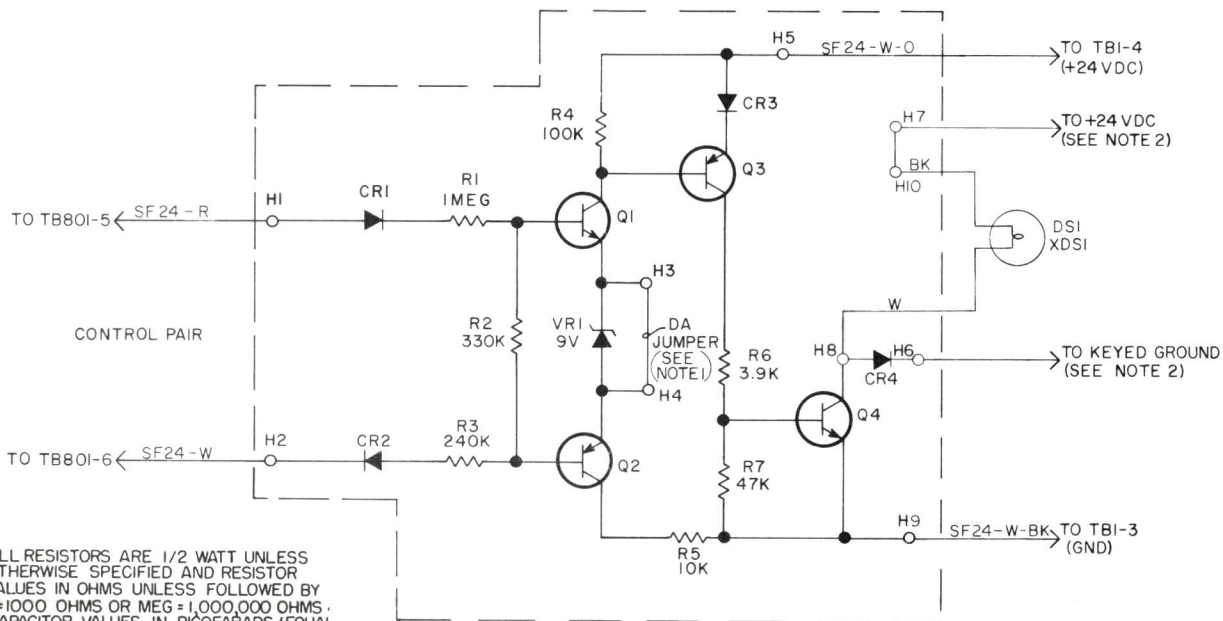 H5
SF24-W-O
TO TB1-4
(+24VDC)
CR3
R4
100K
H7
TO +24VDC
(SEE NOTE 2)
BK
H10
Q3
CR1
R1
1MEG
H1
SF24-R
TO TB801-5
Q1
DS1
XDS1
H3
W
CONTROL PAIR
R2
330K
VR1
9V
DA
JUMPER
(SEE
NOTE 1)
H4
R6
3.9K
H8
H6
CR4
TO KEYED GROUND
(SEE NOTE 2)
Q4
H2
SF24-W
TO TB801-6
CR2
R3
240K
Q2
R7
47K
R5
10K
H9
SF24-W-BK
TO TB1-3
(GND)
LL RESISTORS ARE 1/2 WATT UNLESS
THERWISE SPECIFIED AND RESISTOR
ALUES IN OHMS UNLESS FOLLOWED BY
=1000 OHMS OR MEG = 1,000,000 OHMS.